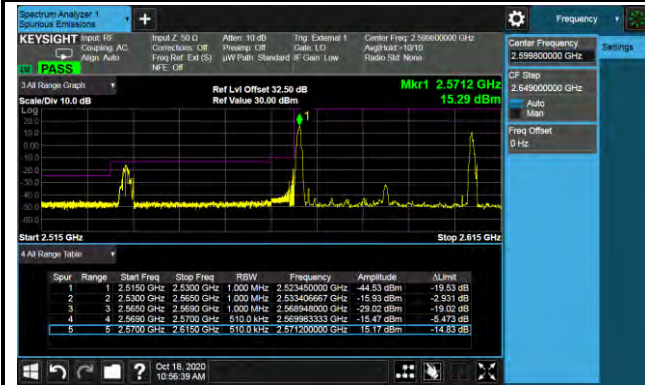 Spectrum Analyzer 1
Spurious Emissions
Frequency
KEYSIGHT
Input: RF
Coupling: AC
Align: Auto
Input Z: 50 Ω
Corrections: Off
Freq Ref: Ext (S)
NFE: Off
Atten: 10 dB
Preamp: Off
µW Path: Standard
Trig: External 1
Gate: LO
IF Gain: Low
Center Freq: 2.599800000 GHz
Avg|Hold:>10/10
Radio Std: None
PASS
Center Frequency
2.599800000 GHz
Settings
CF Step
2.649000000 GHz
Auto
Man
Freq Offset
0 Hz
3 All Range Graph
Scale/Div 10.0 dB
Ref Lvl Offset 32.50 dB
Ref Value 30.00 dBm
Mkr1 2.5712 GHz
15.29 dBm
Log
20.0
10.0
0.00
-10.0
-20.0
-30.0
-40.0
-50.0
-60.0
1
Start 2.515 GHz
Stop 2.615 GHz
4 All Range Table
Spur Range Start Freq Stop Freq RBW Frequency Amplitude ΔLimit
1 1 2.5150 GHz 2.5300 GHz 1.000 MHz 2.523450000 GHz -44.53 dBm -19.53 dB
2 2 2.5300 GHz 2.5650 GHz 1.000 MHz 2.533406667 GHz -15.93 dBm -2.931 dB
3 3 2.5650 GHz 2.5690 GHz 1.000 MHz 2.568948000 GHz -29.02 dBm -19.02 dB
4 4 2.5690 GHz 2.5700 GHz 510.0 kHz 2.569983333 GHz -15.47 dBm -5.473 dB
5 5 2.5700 GHz 2.6150 GHz 510.0 kHz 2.571200000 GHz 15.17 dBm -14.83 dB
Oct 18, 2020
10:56:39 AM